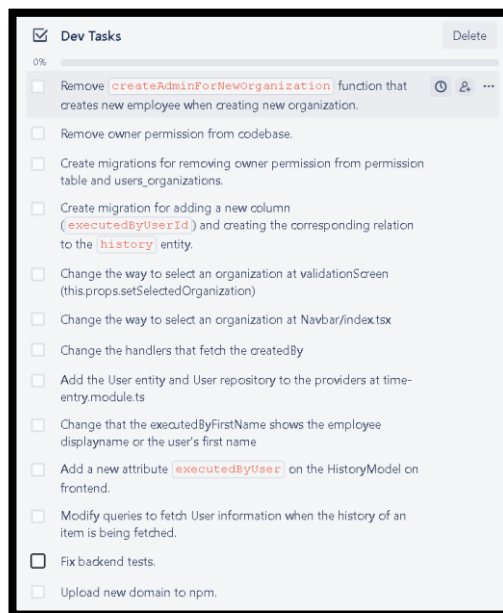 Dev Tasks
Delete
0%
Remove createAdminForNewOrganization function that
creates new employee when creating new organization.
Remove owner permission from codebase.
Create migrations for removing owner permission from permission
table and users_organizations.
Create migration for adding a new column
(executedByUserId) and creating the corresponding relation
to the history entity.
Change the way to select an organization at validationScreen
(this.props.setSelectedOrganization)
Change the way to select an organization at Navbar/index.tsx
Change the handlers that fetch the createdBy
Add the User entity and User repository to the providers at time-
entry.module.ts
Change that the executedByFirstName shows the employee
displayname or the user's first name
Add a new attribute executedByUser on the HistoryModel on
frontend.
Modify queries to fetch User information when the history of an
item is being fetched.
Fix backend tests.
Upload new domain to npm.